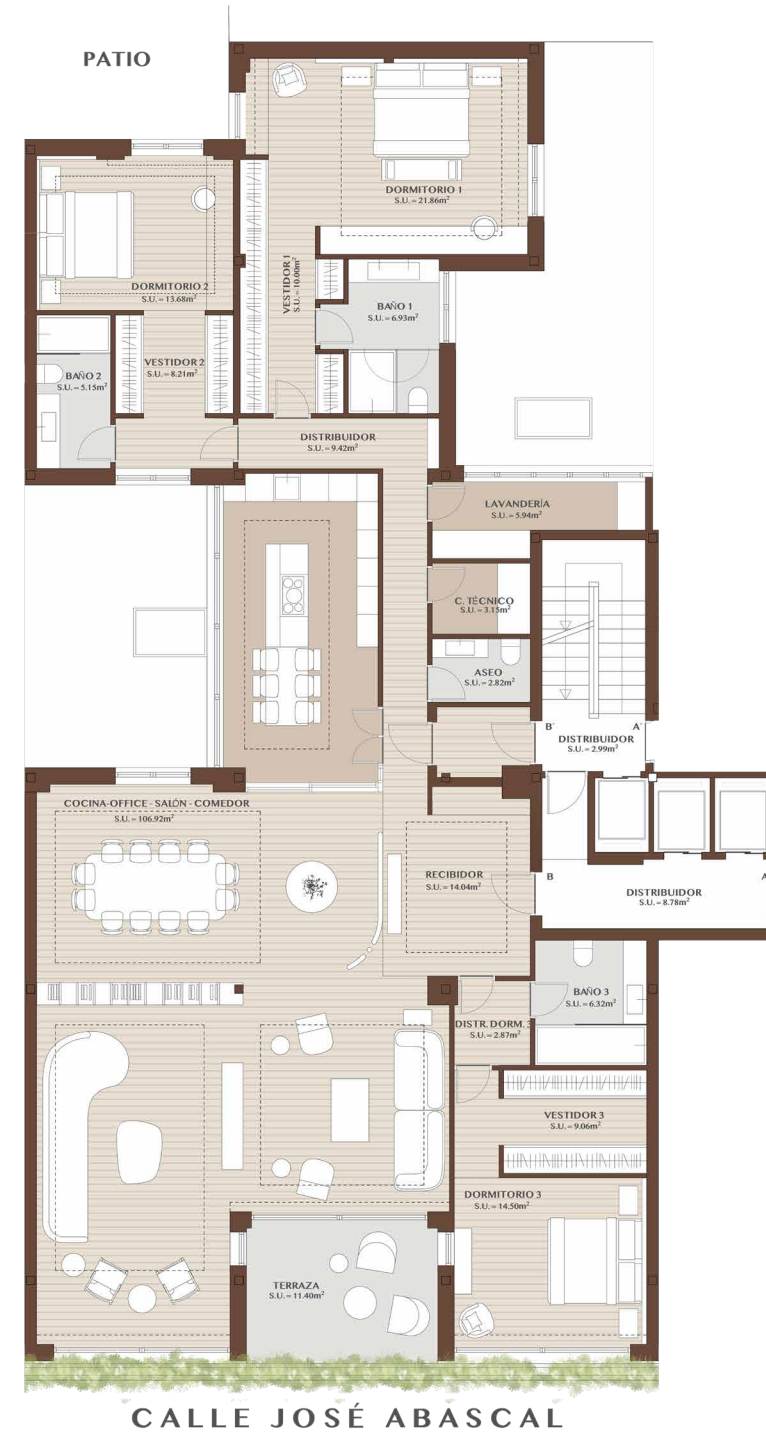 PATIO
DORMITORIO 1
S.U. = 21.86m²
DORMITORIO 2
S.U. = 13.68m²
VESTIDOR 1
S.U. = 10.00m²
BAÑO 1
S.U. = 6.93m²
BAÑO 2
S.U. = 5.15m²
VESTIDOR 2
S.U. = 8.21m²
DISTRIBUIDOR
S.U. = 9.42m²
LAVANDERÍA
S.U. = 5.94m²
C. TÉCNICO
S.U. = 3.15m²
ASEO
S.U. = 2.82m²
B´
A´
DISTRIBUIDOR
S.U. = 2.99m²
COCINA-OFFICE - SALÓN - COMEDOR
S.U. = 106.92m²
RECIBIDOR
S.U. = 14.04m²
B
A
DISTRIBUIDOR
S.U. = 8.78m²
BAÑO 3
S.U. = 6.32m²
DISTR. DORM. 3
S.U. = 2.87m²
VESTIDOR 3
S.U. = 9.06m²
DORMITORIO 3
S.U. = 14.50m²
TERRAZA
S.U. = 11.40m²
CALLE JOSÉ ABASCAL